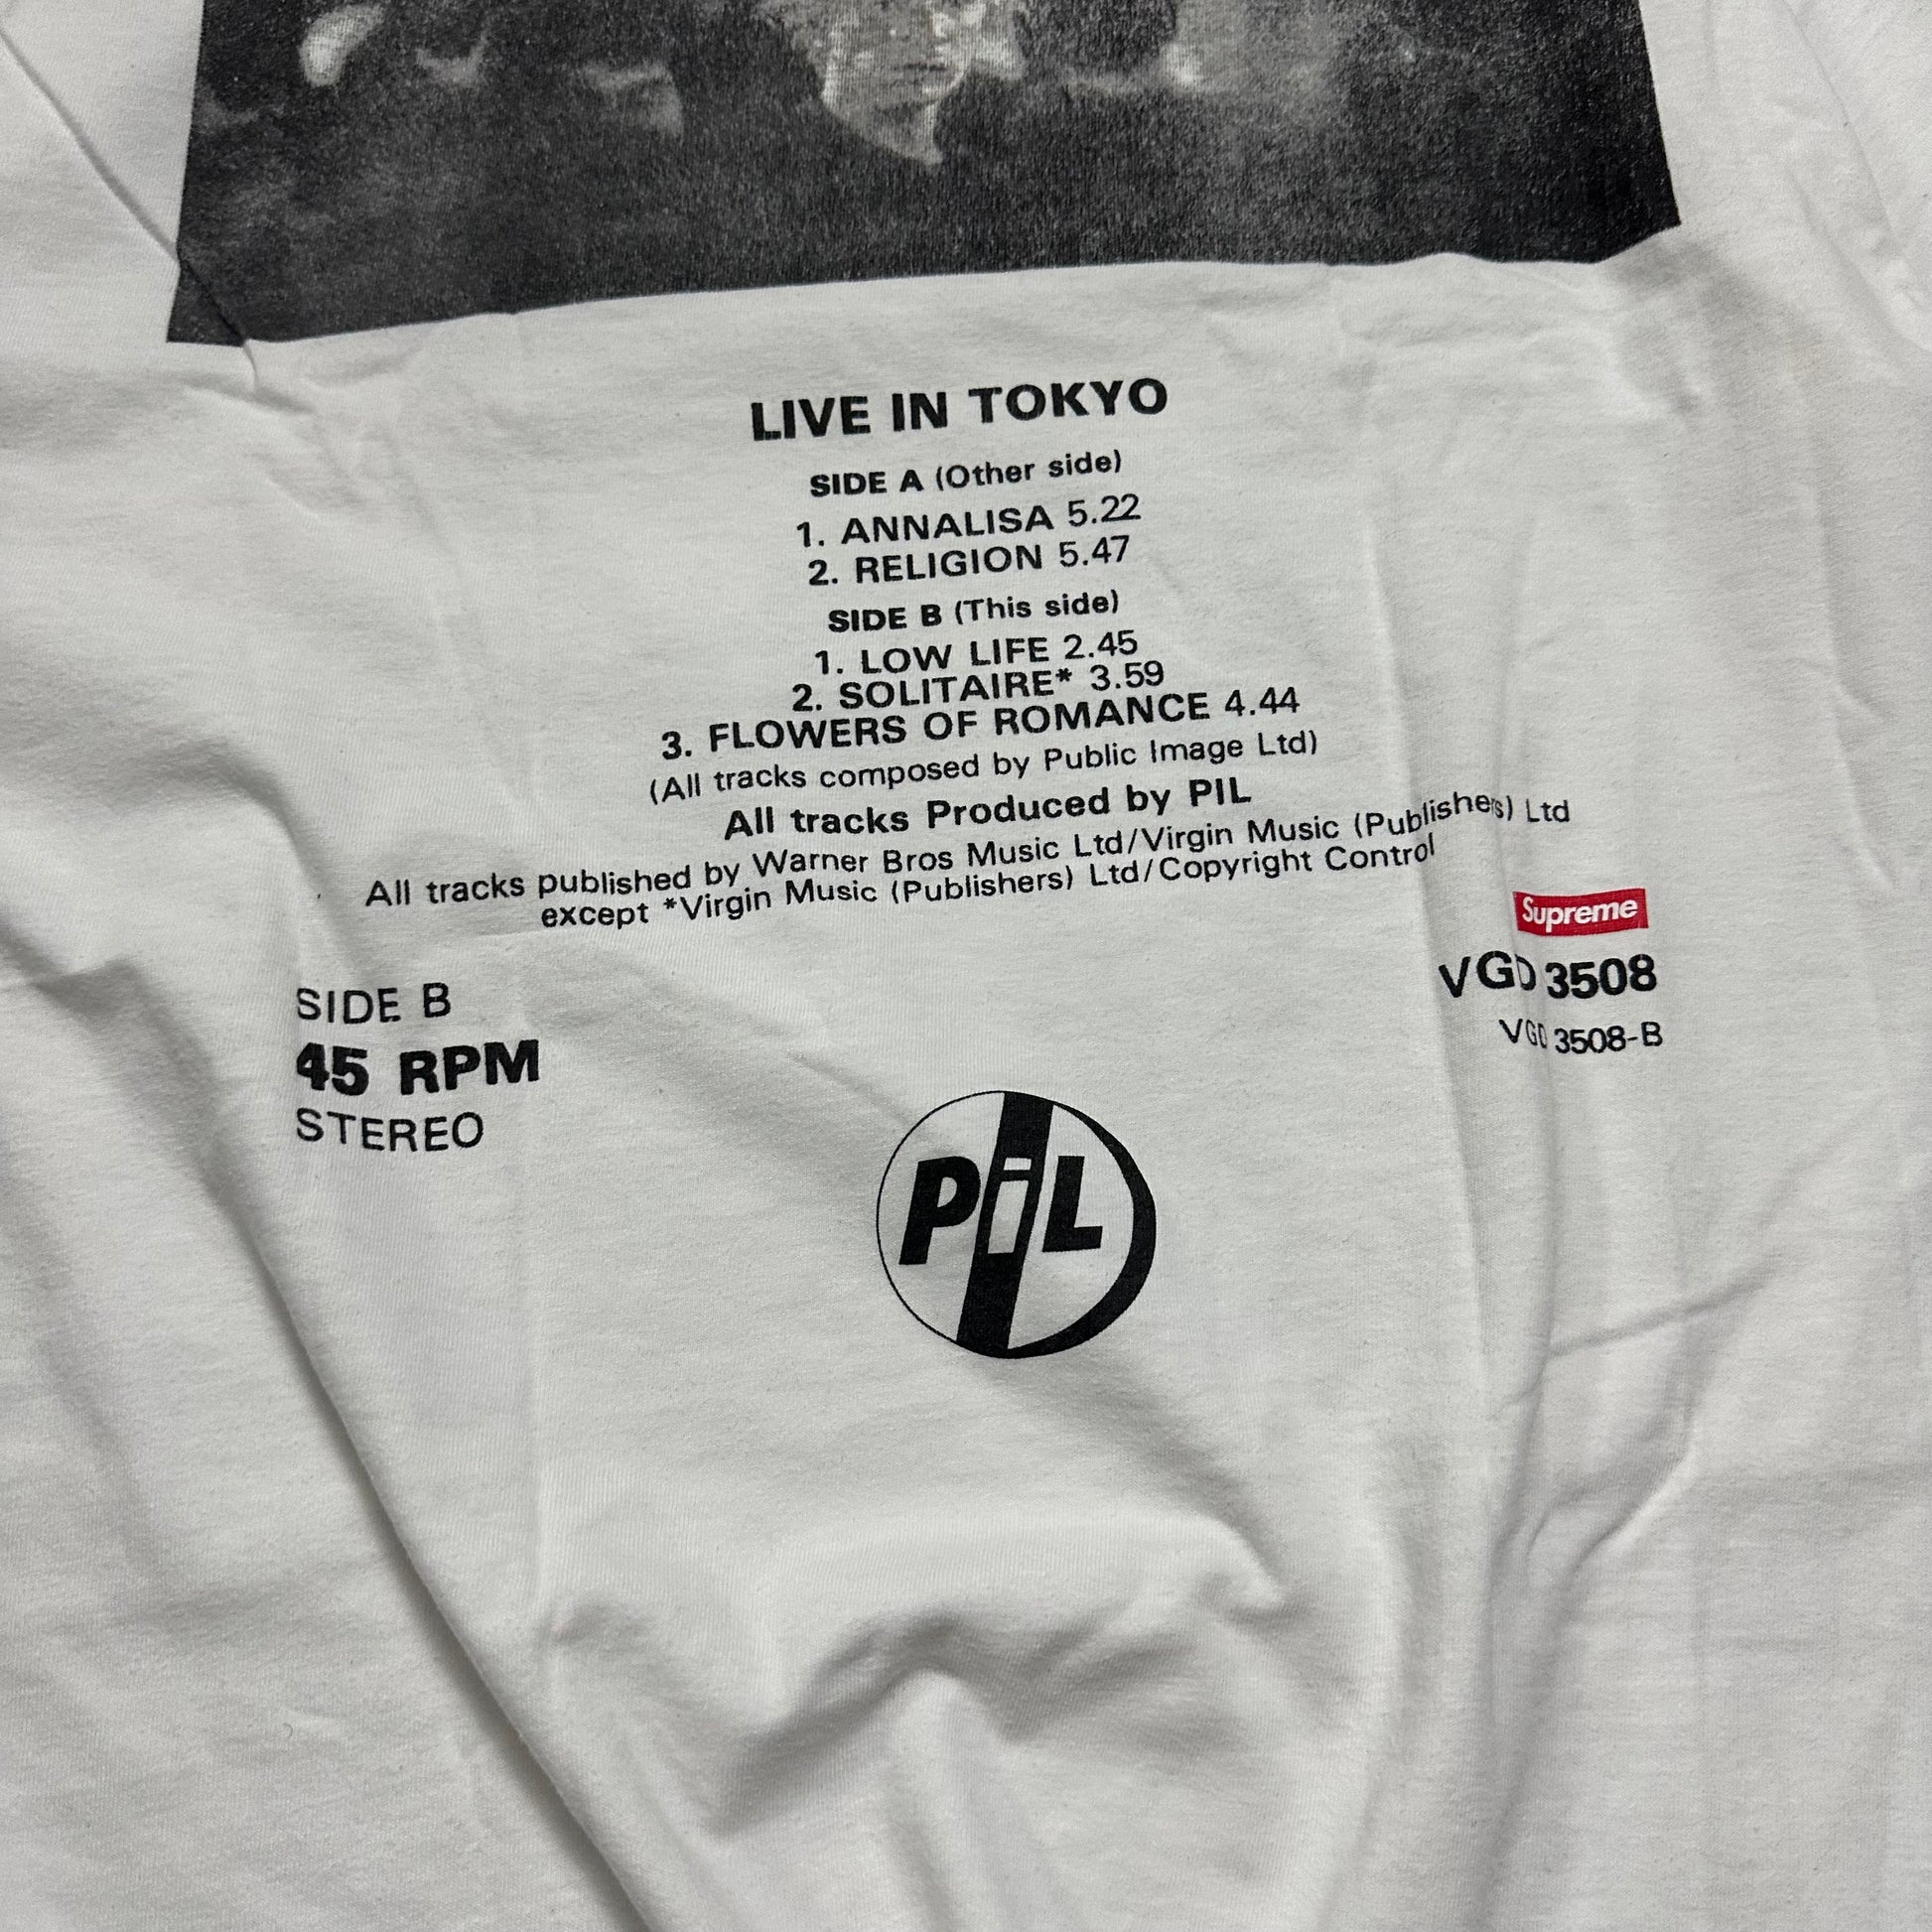 LIVE IN TOKYO
SIDE A (Other side)
1. ANNALISA 5.22
2. RELIGION 5.47
SIDE B (This side)
1. LOW LIFE 2.45
2. SOLITAIRE* 3.59
3. FLOWERS OF ROMANCE 4.44
(All tracks composed by Public Image Ltd)
All tracks Produced by PIL
All tracks published by Warner Bros Music Ltd/Virgin Music (Publishers) Ltd
except *Virgin Music (Publishers) Ltd/Copyright Control
Supreme
VGD 3508
VGD 3508-B
SIDE B
45 RPM
STEREO
PiL